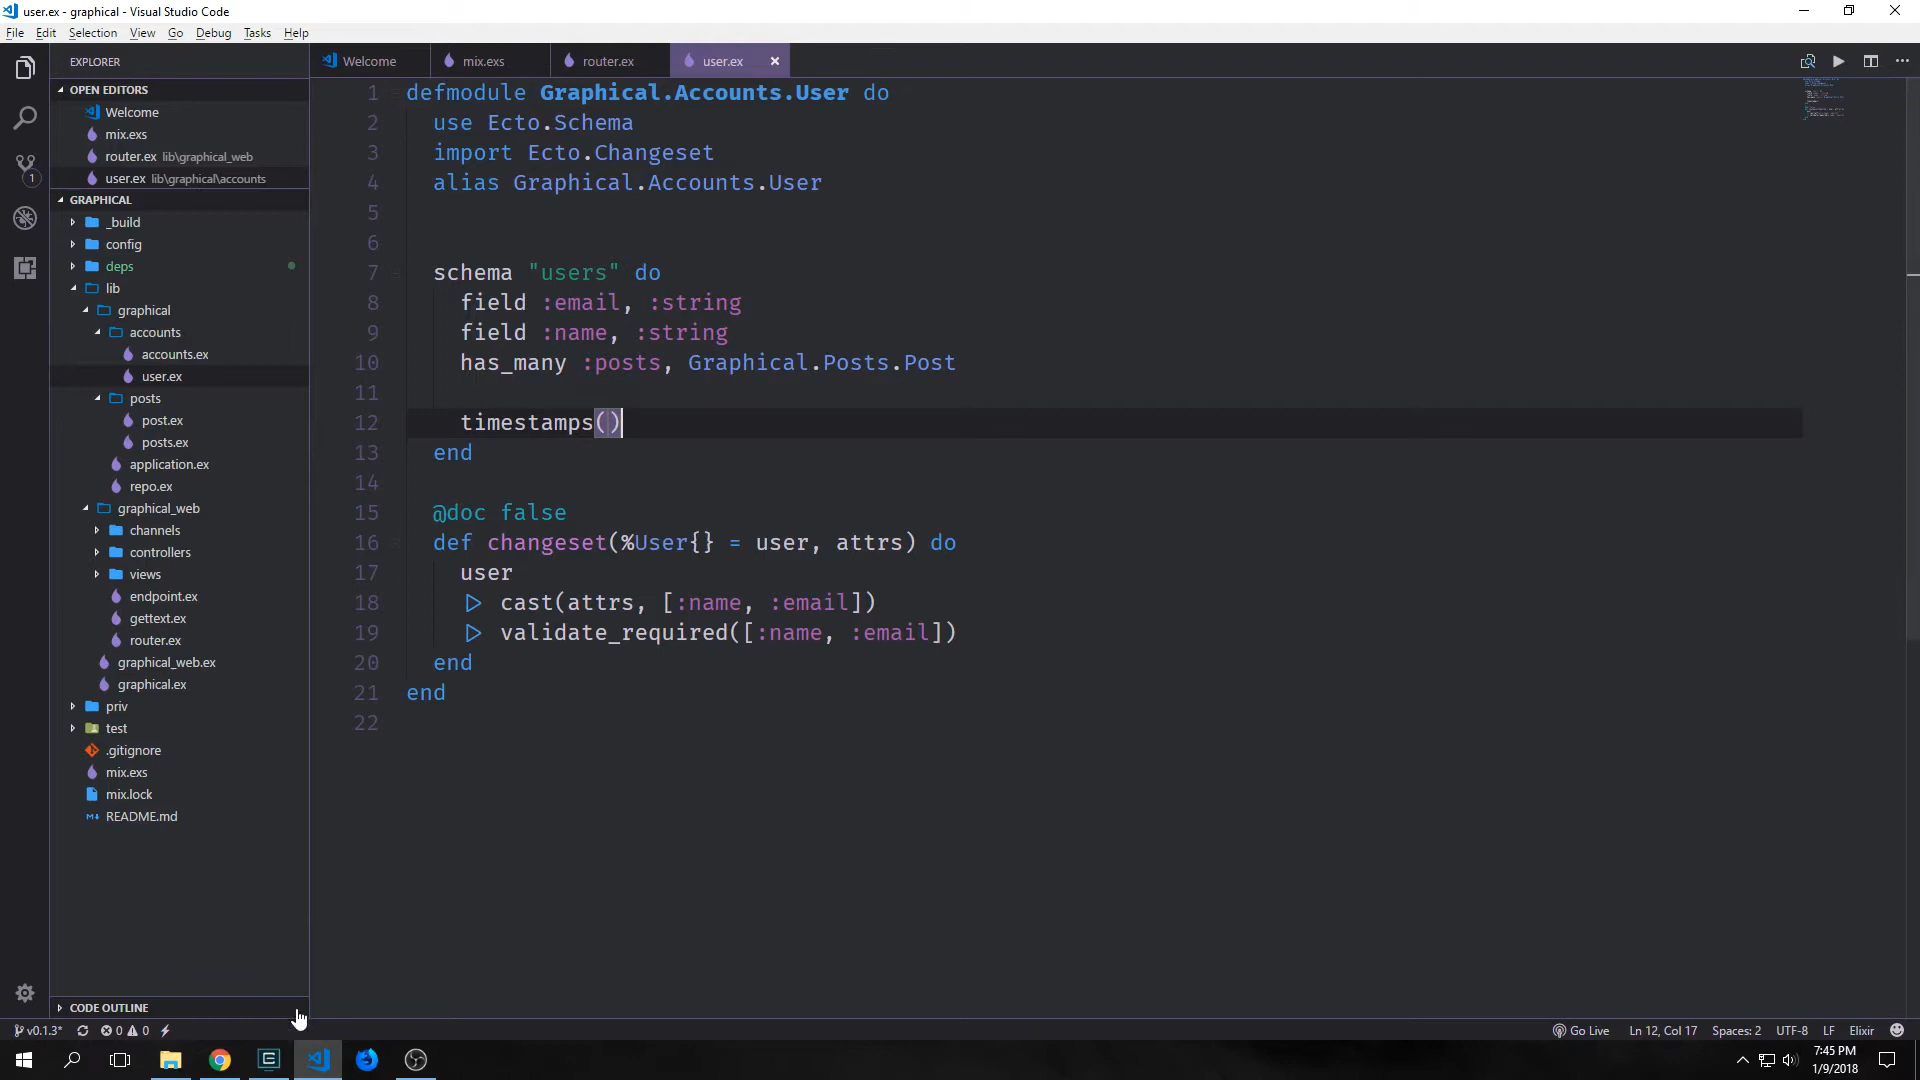 user.ex - graphical - Visual Studio Code
File Edit Selection View Go Debug Tasks Help
EXPLORER
OPEN EDITORS
Welcome
mix.exs
router.ex lib\graphical_web
user.ex lib\graphical\accounts
GRAPHICAL
_build
config
deps
lib
graphical
accounts
accounts.ex
user.ex
posts
post.ex
posts.ex
application.ex
repo.ex
graphical_web
channels
controllers
views
endpoint.ex
gettext.ex
router.ex
graphical_web.ex
graphical.ex
priv
test
.gitignore
mix.exs
mix.lock
README.md
CODE OUTLINE
1
Welcome mix.exs router.ex user.ex
1 defmodule Graphical.Accounts.User do
2 use Ecto.Schema
3 import Ecto.Changeset
4 alias Graphical.Accounts.User
5
6
7 schema "users" do
8 field :email, :string
9 field :name, :string
10 has_many :posts, Graphical.Posts.Post
11
12 timestamps()
13 end
14
15 @doc false
16 def changeset(%User{} = user, attrs) do
17 user
18 ▷ cast(attrs, [:name, :email])
19 ▷ validate_required([:name, :email])
20 end
21 end
22
v0.1.3* 0 0 Go Live Ln 12, Col 17 Spaces: 2 UTF-8 LF Elixir
7:45 PM
1/9/2018